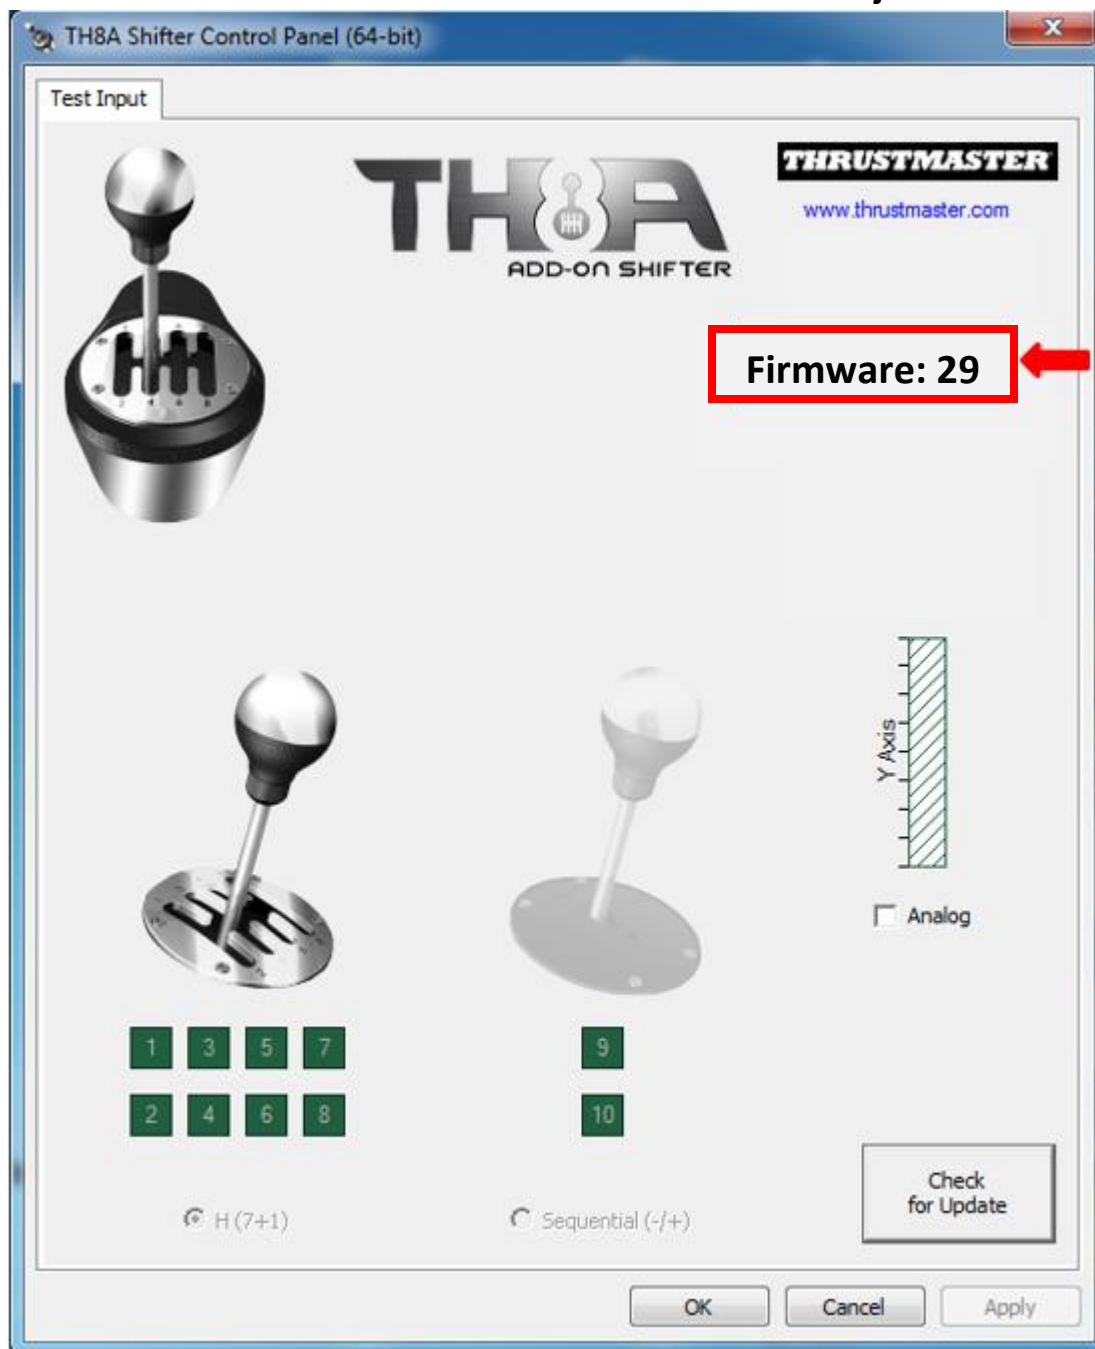 TH8A Shifter Control Panel (64-bit)
Test Input
TH8A
ADD-ON SHIFTER
THRUSTMASTER
www.thrustmaster.com
Firmware: 29
Y Axis
Analog
1 3 5 7
2 4 6 8
9
10
H (7+1)
Sequential (-/+)
Check
for Update
OK Cancel Apply